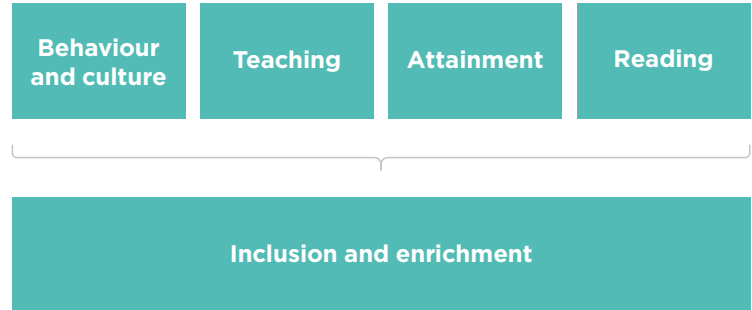 Behaviour
and culture
Teaching
Attainment
Reading
Inclusion and enrichment